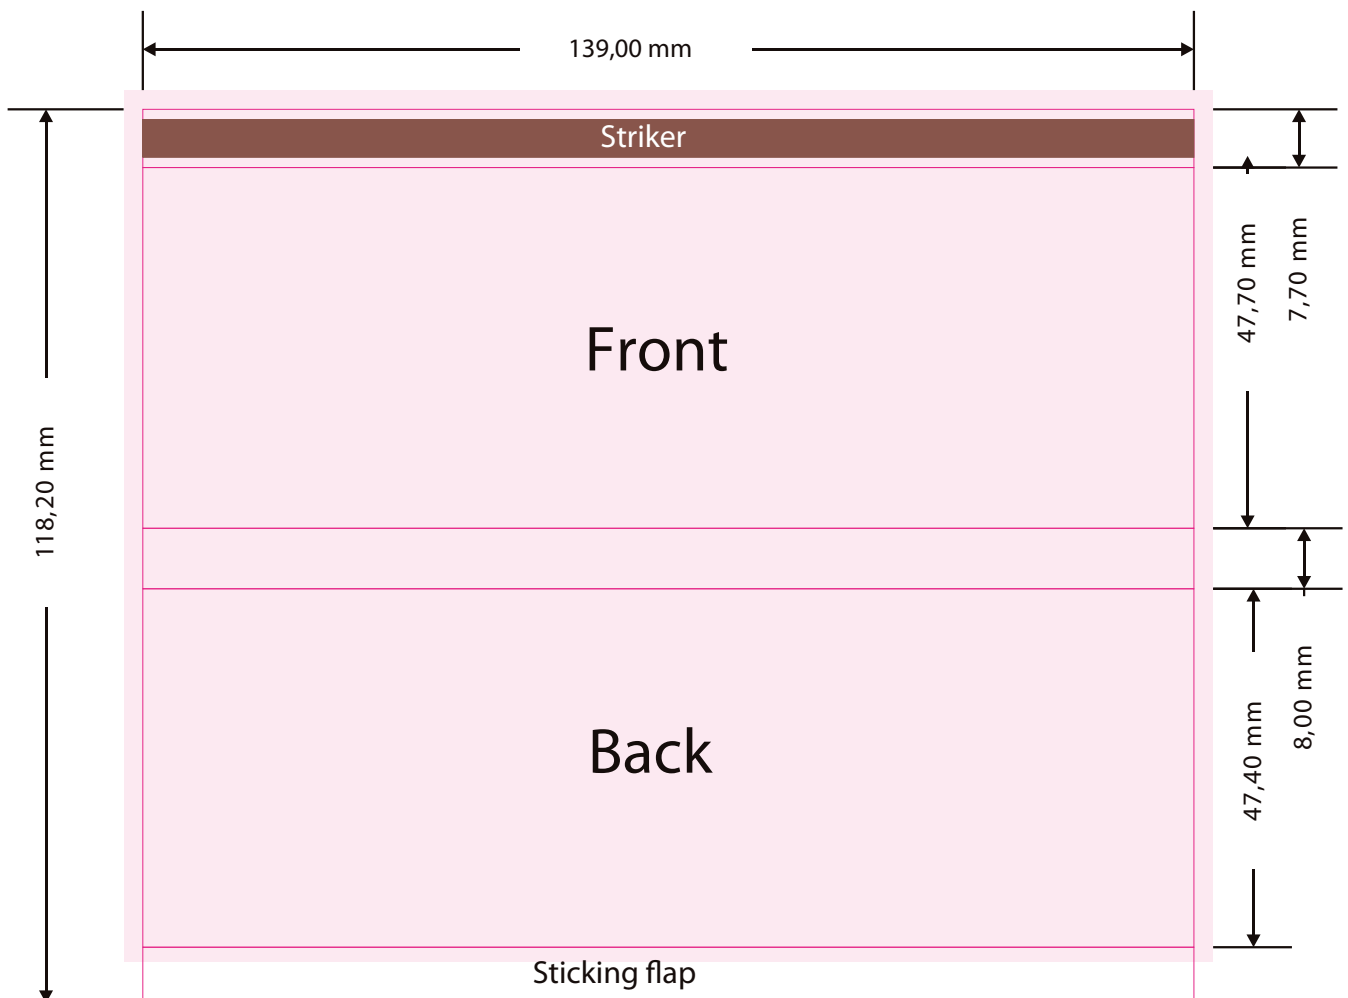 139,00 mm
Striker
47,70 mm
7,70 mm
Front
118,20 mm
8,00 mm
47,40 mm
Back
Sticking flap